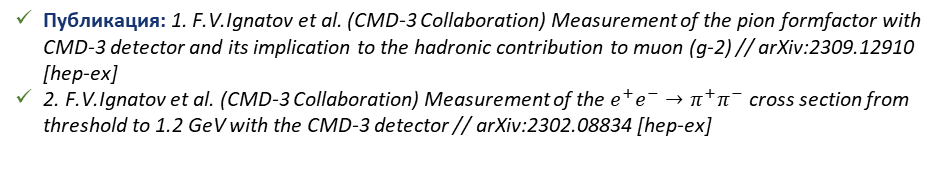 ✓ Публикация: 1. F.V.Ignatov et al. (CMD-3 Collaboration) Measurement of the pion formfactor with
CMD-3 detector and its implication to the hadronic contribution to muon (g-2) // arXiv:2309.12910
[hep-ex]
✓ 2. F.V.Ignatov et al. (CMD-3 Collaboration) Measurement of the e⁺e⁻ → π⁺π⁻ cross section from
threshold to 1.2 GeV with the CMD-3 detector // arXiv:2302.08834 [hep-ex]